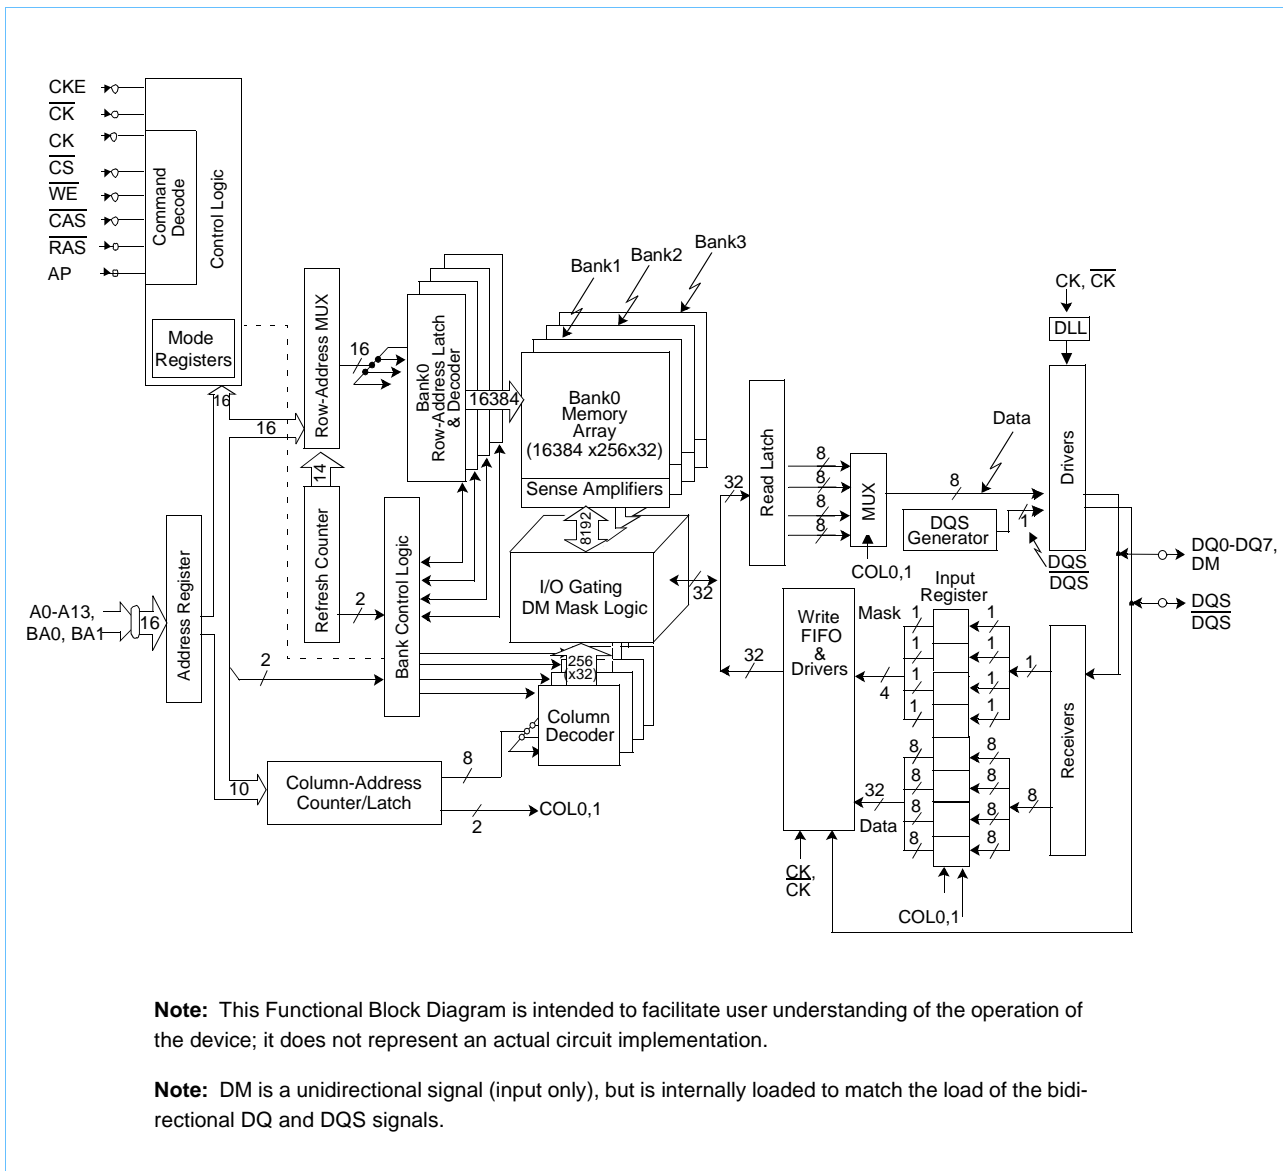 CKE
CK
CK
CS
WE
CAS
RAS
AP
Command
Decode
Control Logic
Mode
Registers
16
16
Row-Address MUX
14
Refresh Counter
2
16
Bank0
Row-Address Latch
& Decoder
16384
Bank1
Bank2
Bank3
Bank0
Memory
Array
(16384 x256x32)
Sense Amplifiers
8192
I/O Gating
DM Mask Logic
Bank Control Logic
A0-A13,
BA0, BA1
16
Address Register
2
10
Column-Address
Counter/Latch
8
2
COL0,1
256
(x32)
Column
Decoder
32
32
32
Read Latch
8
8
8
8
MUX
COL0,1
8
Data
DQS
Generator
1
DQS
DQS
CK, CK
DLL
Drivers
DQ0-DQ7,
DM
DQS
DQS
Write
FIFO
&
Drivers
Mask
Input
Register
1
1
1
1
4
1
1
1
1
1
Receivers
32
Data
8
8
8
8
8
8
8
8
8
CK,
CK
COL0,1
Note: This Functional Block Diagram is intended to facilitate user understanding of the operation of
the device; it does not represent an actual circuit implementation.
Note: DM is a unidirectional signal (input only), but is internally loaded to match the load of the bidi-
rectional DQ and DQS signals.